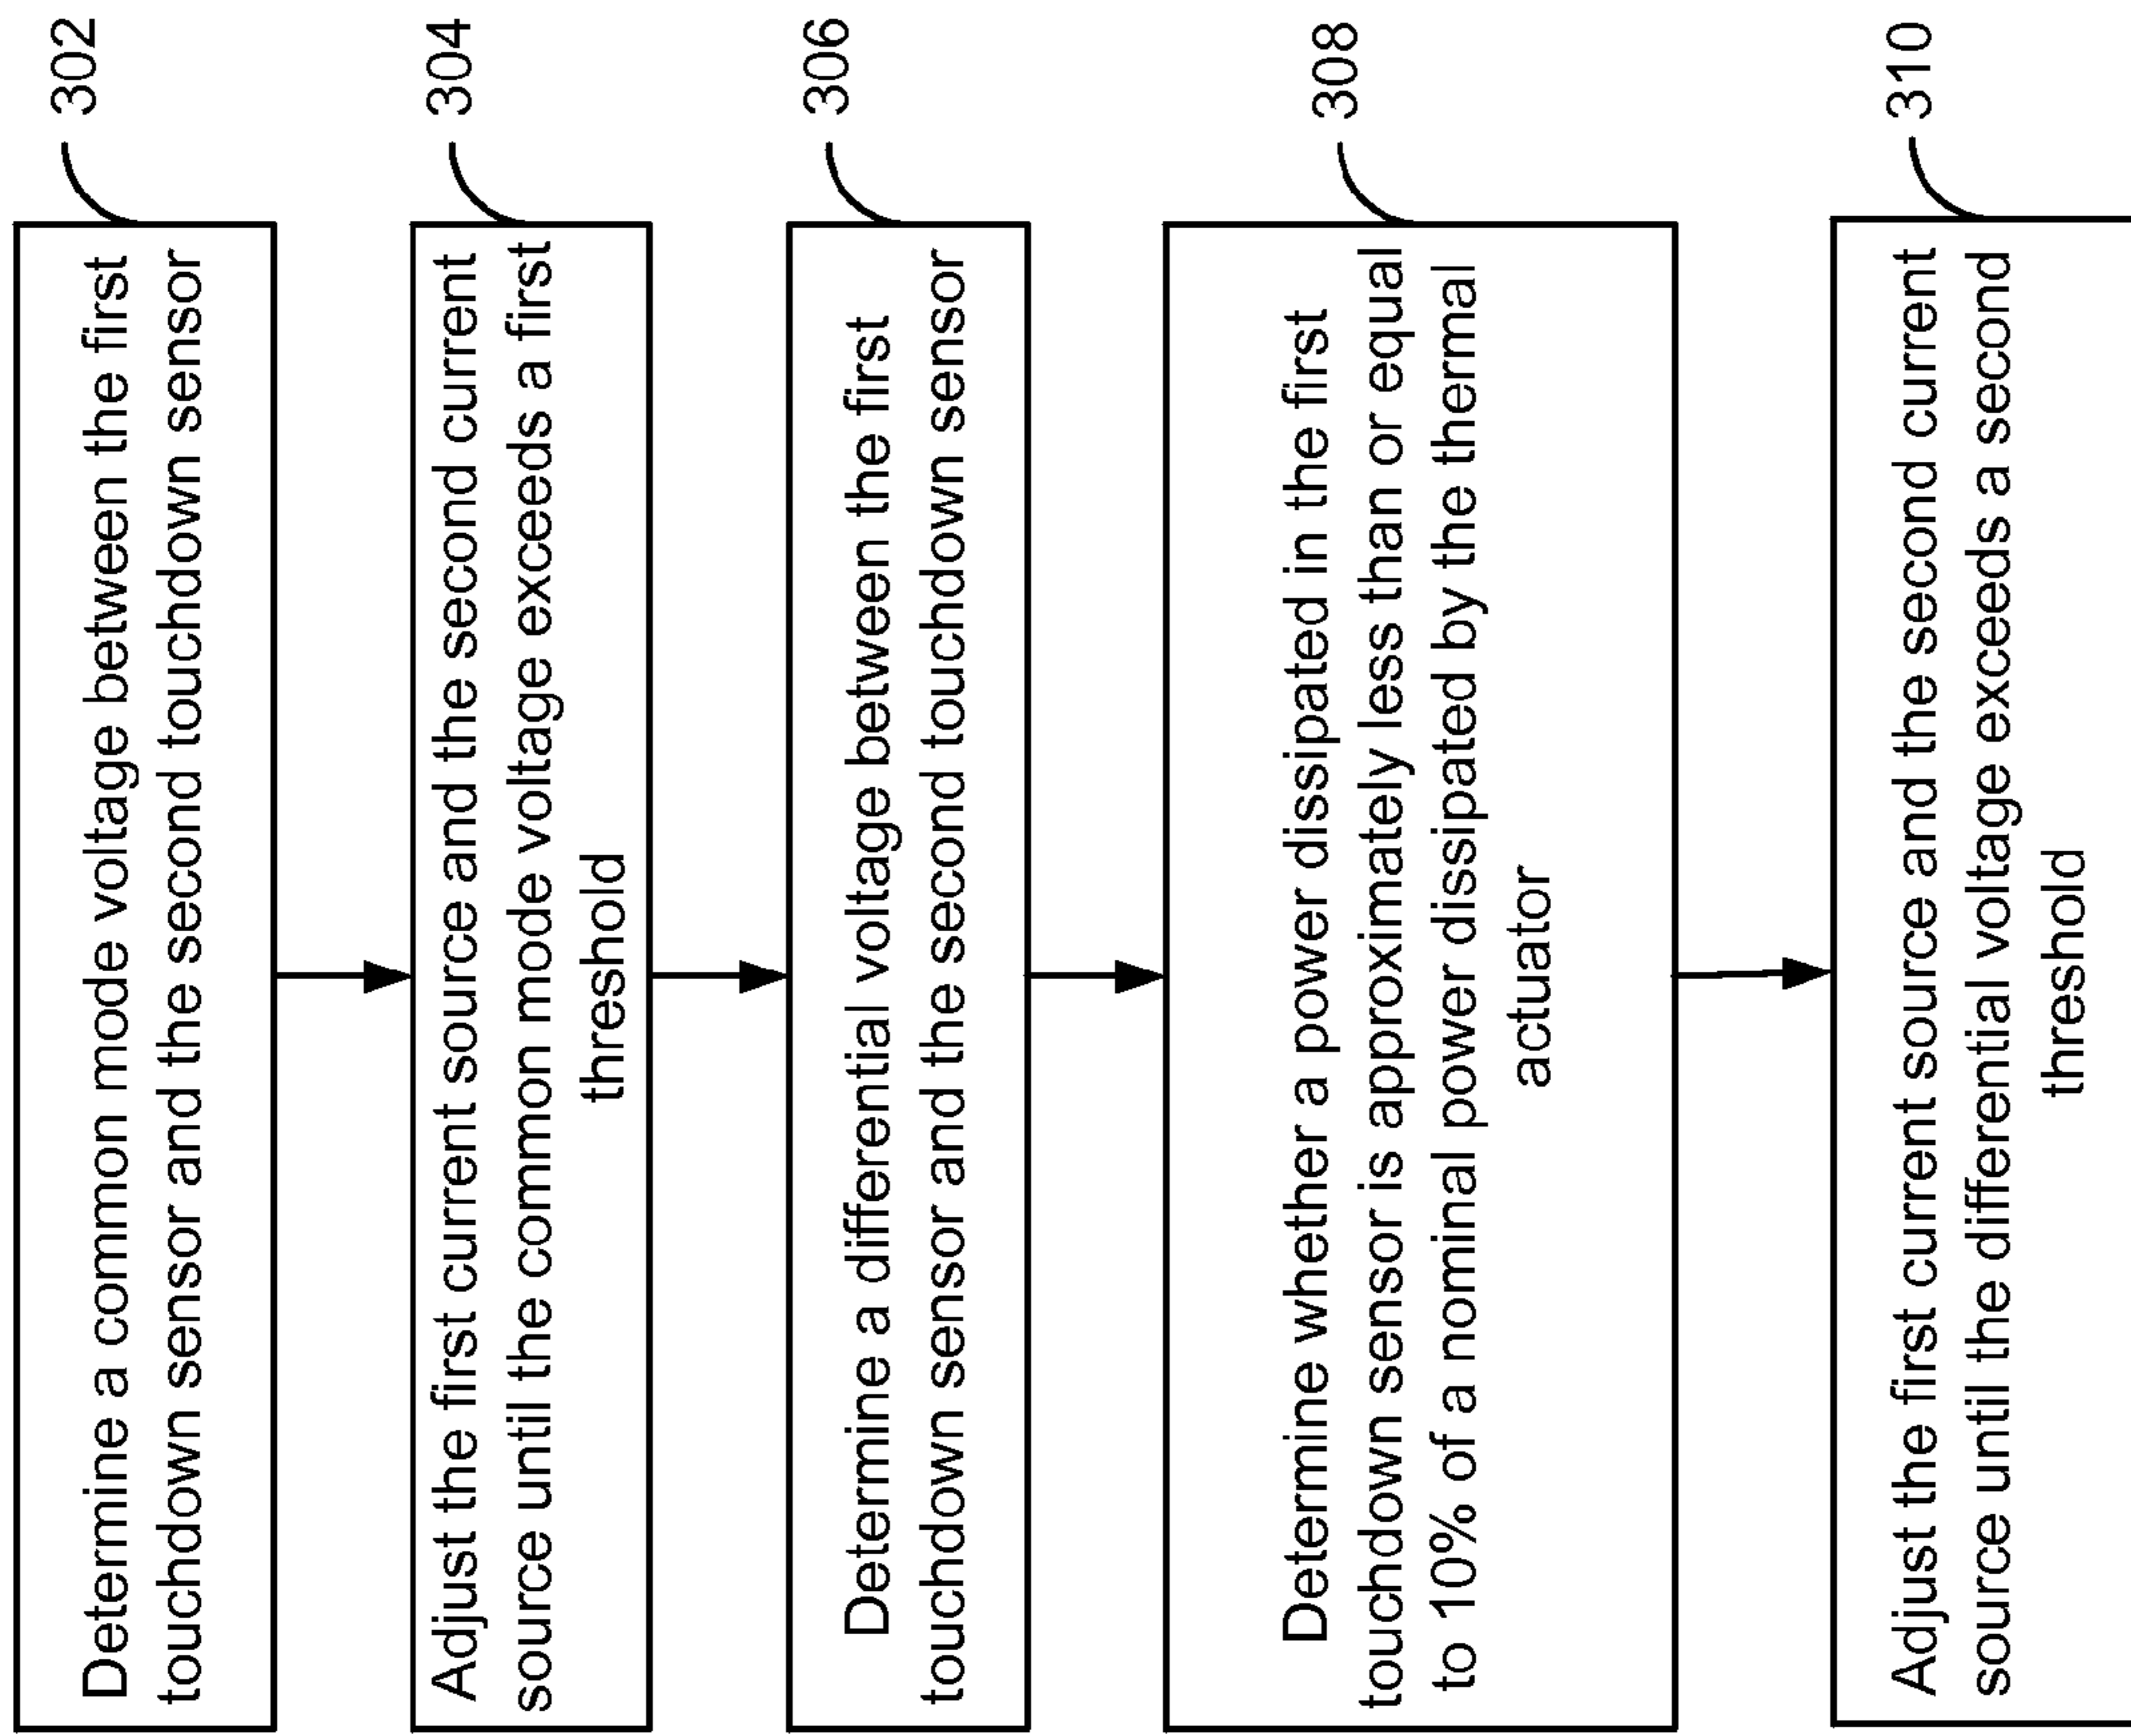 Determine a common mode voltage between the first
touchdown sensor and the second touchdown sensor
302
Adjust the first current source and the second current
source until the common mode voltage exceeds a first
threshold
304
Determine a differential voltage between the first
touchdown sensor and the second touchdown sensor
306
Determine whether a power dissipated in the first
touchdown sensor is approximately less than or equal
to 10% of a nominal power dissipated by the thermal
actuator
308
Adjust the first current source and the second current
source until the differential voltage exceeds a second
threshold
310